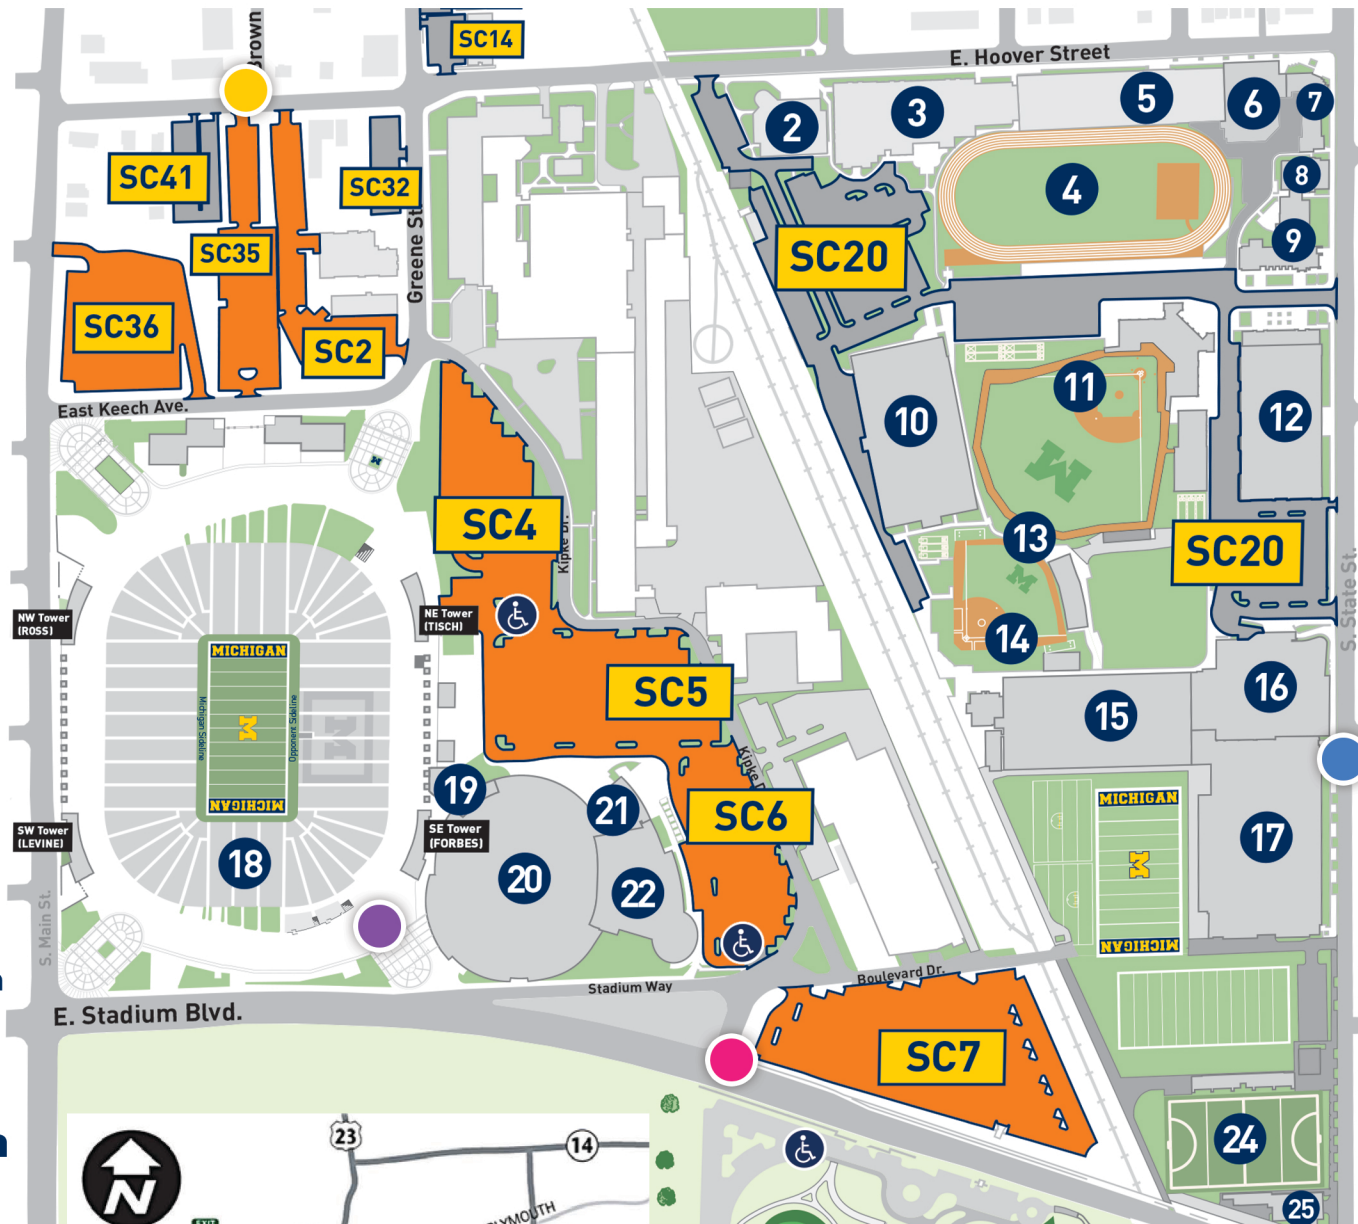 Brown
SC14
E. Hoover Street
2
3
5
6
7
SC41
SC32
4
8
SC35
SC20
9
Greene St.
SC36
SC2
11
East Keech Ave.
10
12
M
M
SC4
Kipke Dr.
13
SC20
M
S. State St.
NW Tower
(ROSS)
NE Tower
(TISCH)
14
MICHIGAN
SC5
16
Michigan Sideline
M
Opponent Sideline
M
15
Kipke D
19
MICHIGAN
21
SC6
MICHIGAN
SW Tower
(LEVINE)
SE Tower
(FORBES)
17
18
20
22
M
S. Main St.
MICHIGAN
Stadium Way
Boulevard Dr.
E. Stadium Blvd.
SC7
N
23
14
24
LYMOUTH
25
EXIT